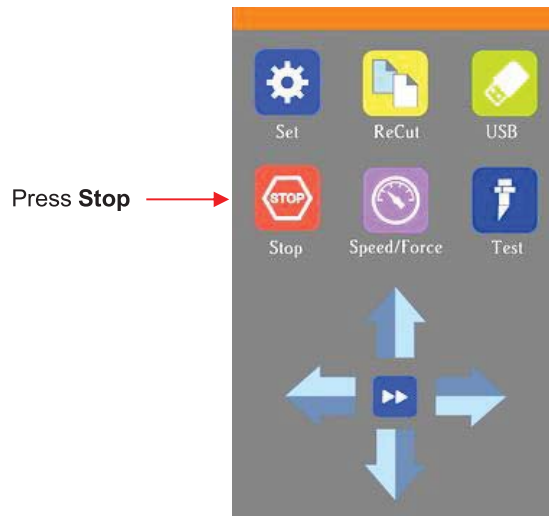 Set ReCut USB
Press Stop
STOP
Stop Speed/Force Test